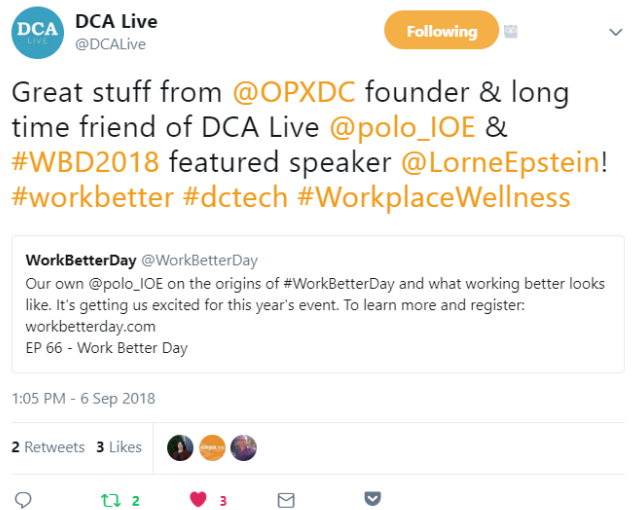 DCA
LIVE
DCA Live
@DCALive
Following
Great stuff from @OPXDC founder & long
time friend of DCA Live @polo_IOE &
#WBD2018 featured speaker @LorneEpstein!
#workbetter #dctech #WorkplaceWellness
WorkBetterDay @WorkBetterDay
Our own @polo_IOE on the origins of #WorkBetterDay and what working better looks
like. It's getting us excited for this year's event. To learn more and register:
workbetterday.com
EP 66 - Work Better Day
1:05 PM - 6 Sep 2018
2 Retweets 3 Likes
2 3